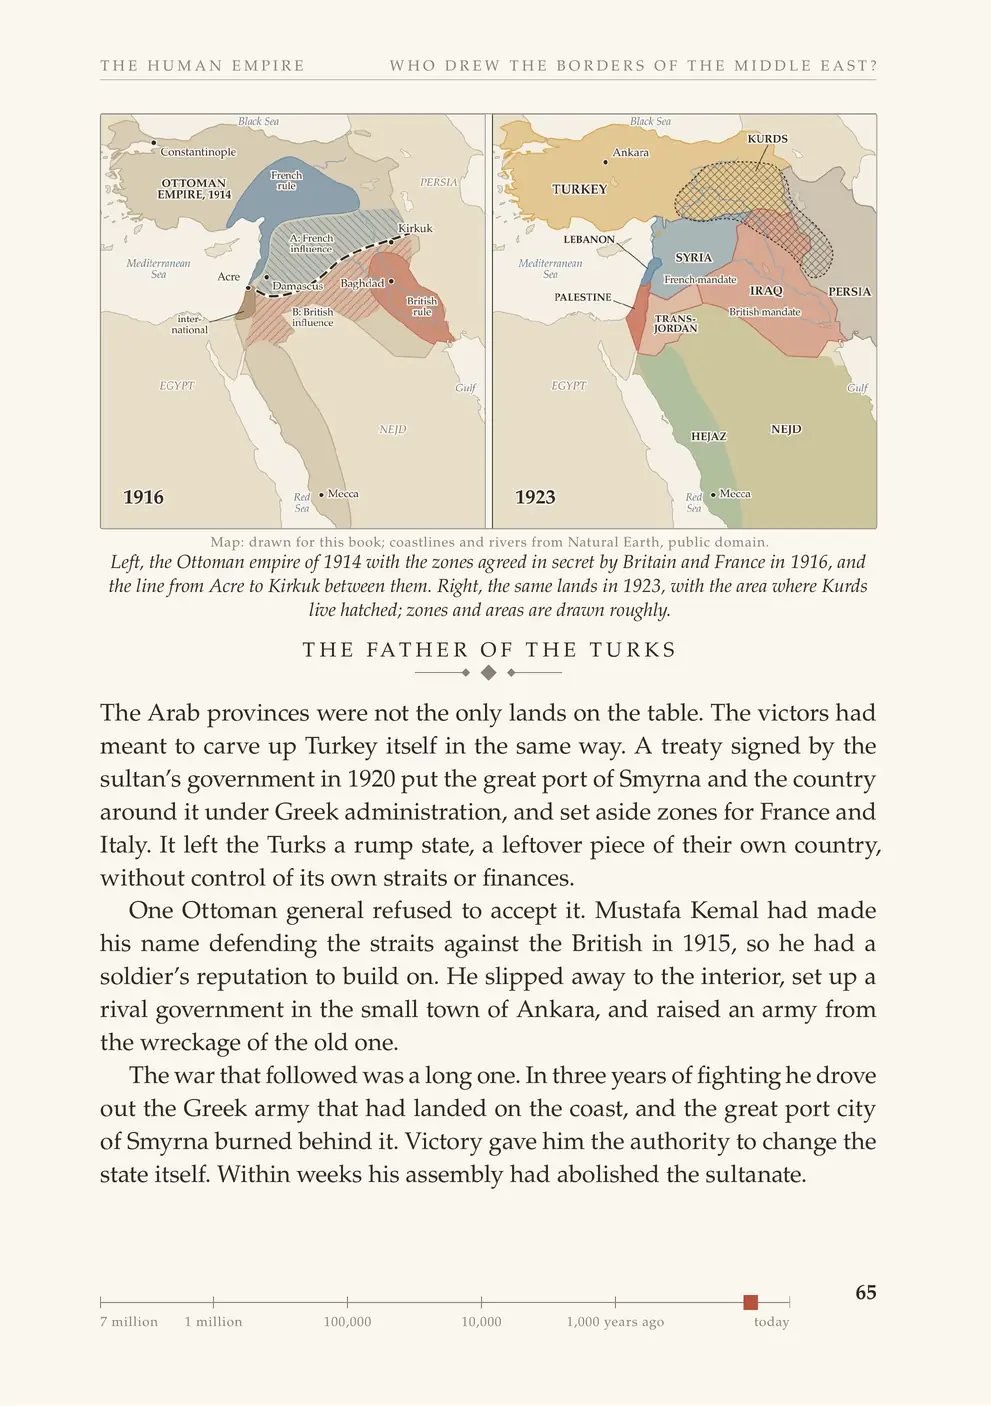 THE HUMAN EMPIRE
WHO DREW THE BORDERS OF THE MIDDLE EAST?
Black Sea
Constantinople
OTTOMAN
EMPIRE, 1914
French
rule
PERSIA
A: French
influence
Kirkuk
Mediterranean
Sea
Acre
Damascus
Baghdad
British
rule
inter-
national
B: British
influence
EGYPT
Gulf
NEJD
1916
Red
Sea
Mecca
Black Sea
KURDS
Ankara
TURKEY
LEBANON
SYRIA
Mediterranean
Sea
French mandate
PALESTINE
IRAQ
PERSIA
British mandate
TRANS-
JORDAN
EGYPT
Gulf
HEJAZ
NEJD
1923
Red
Sea
Mecca
Map: drawn for this book; coastlines and rivers from Natural Earth, public domain.
Left, the Ottoman empire of 1914 with the zones agreed in secret by Britain and France in 1916, and
the line from Acre to Kirkuk between them. Right, the same lands in 1923, with the area where Kurds
live hatched; zones and areas are drawn roughly.
THE FATHER OF THE TURKS
The Arab provinces were not the only lands on the table. The victors had
meant to carve up Turkey itself in the same way. A treaty signed by the
sultan’s government in 1920 put the great port of Smyrna and the country
around it under Greek administration, and set aside zones for France and
Italy. It left the Turks a rump state, a leftover piece of their own country,
without control of its own straits or finances.
One Ottoman general refused to accept it. Mustafa Kemal had made
his name defending the straits against the British in 1915, so he had a
soldier’s reputation to build on. He slipped away to the interior, set up a
rival government in the small town of Ankara, and raised an army from
the wreckage of the old one.
The war that followed was a long one. In three years of fighting he drove
out the Greek army that had landed on the coast, and the great port city
of Smyrna burned behind it. Victory gave him the authority to change the
state itself. Within weeks his assembly had abolished the sultanate.
65
7 million
1 million
100,000
10,000
1,000 years ago
today